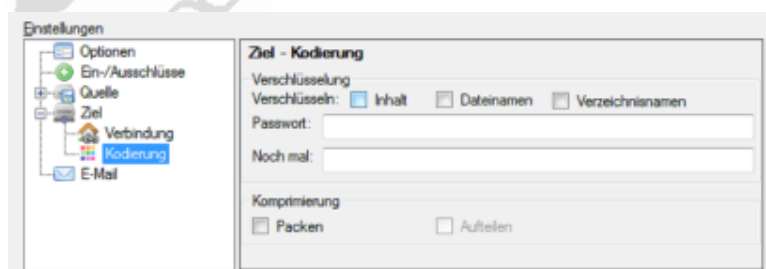 Einstellungen
Optionen
Ein-/Ausschlüsse
Quelle
Ziel
Verbindung
Kodierung
E-Mail
Ziel - Kodierung
Verschlüsselung
Verschlüsseln: Inhalt Dateinamen Verzeichnisnamen
Passwort:
Noch mal:
Komprimierung
Packen Aufteilen